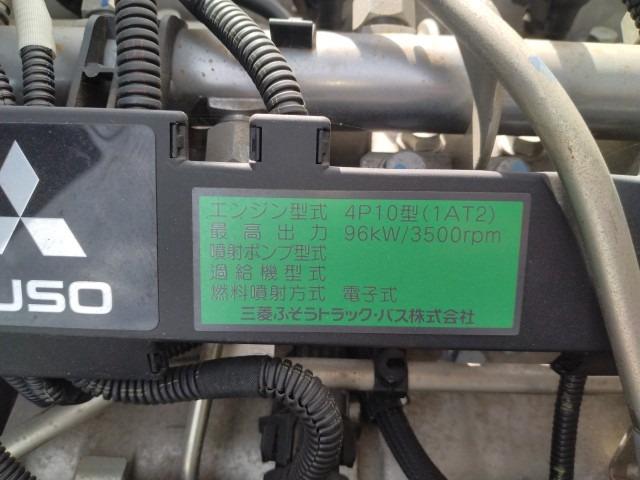 エンジン型式 4P10型(1AT2)
最高出力 96kW/3500rpm
噴射ポンプ型式
過給機型式
燃料噴射方式 電子式
三菱ふそうトラック・バス株式会社
USO